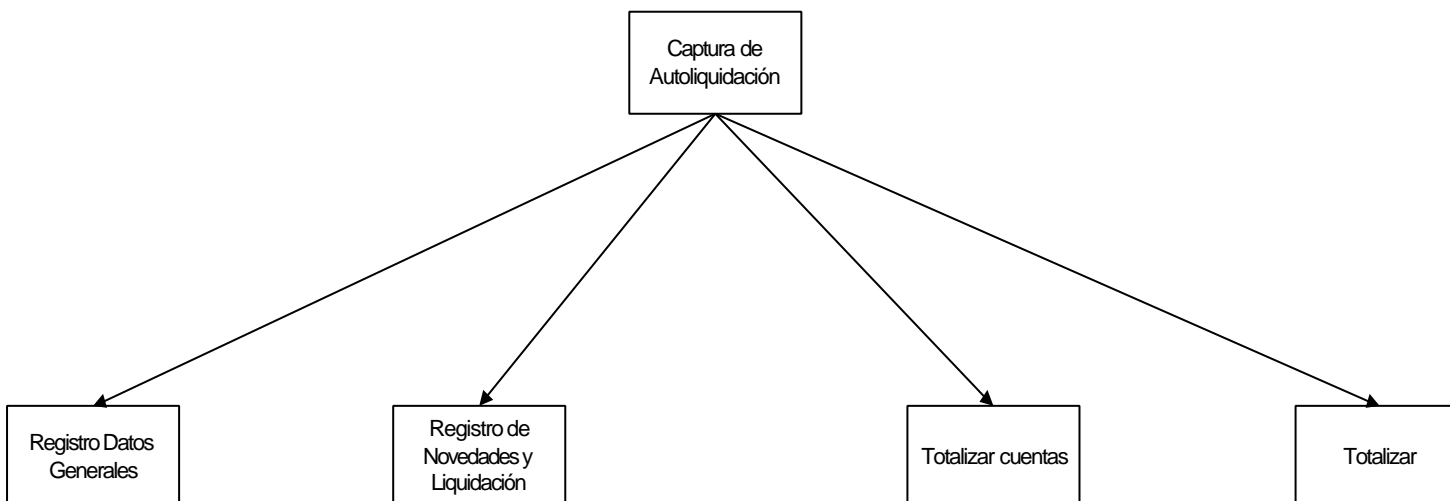 Captura de
Autoliquidación
Registro Datos
Generales
Registro de
Novedades y
Liquidación
Totalizar cuentas
Totalizar